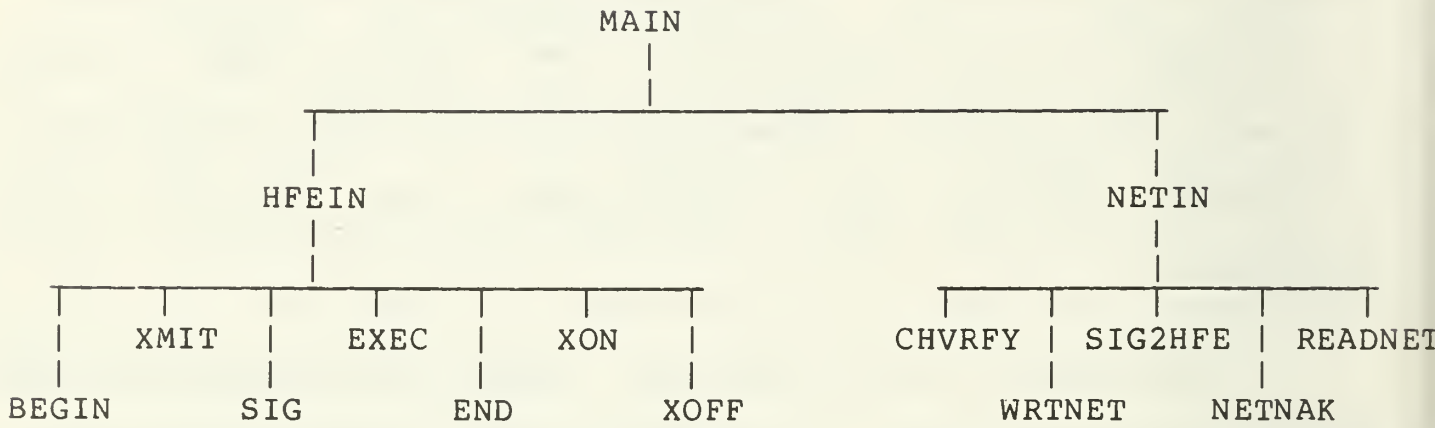 MAIN
HFEIN NETIN
XMIT EXEC XON CHVRFY SIG2HFE READNET
BEGIN SIG END XOFF WRTNET NETNAK